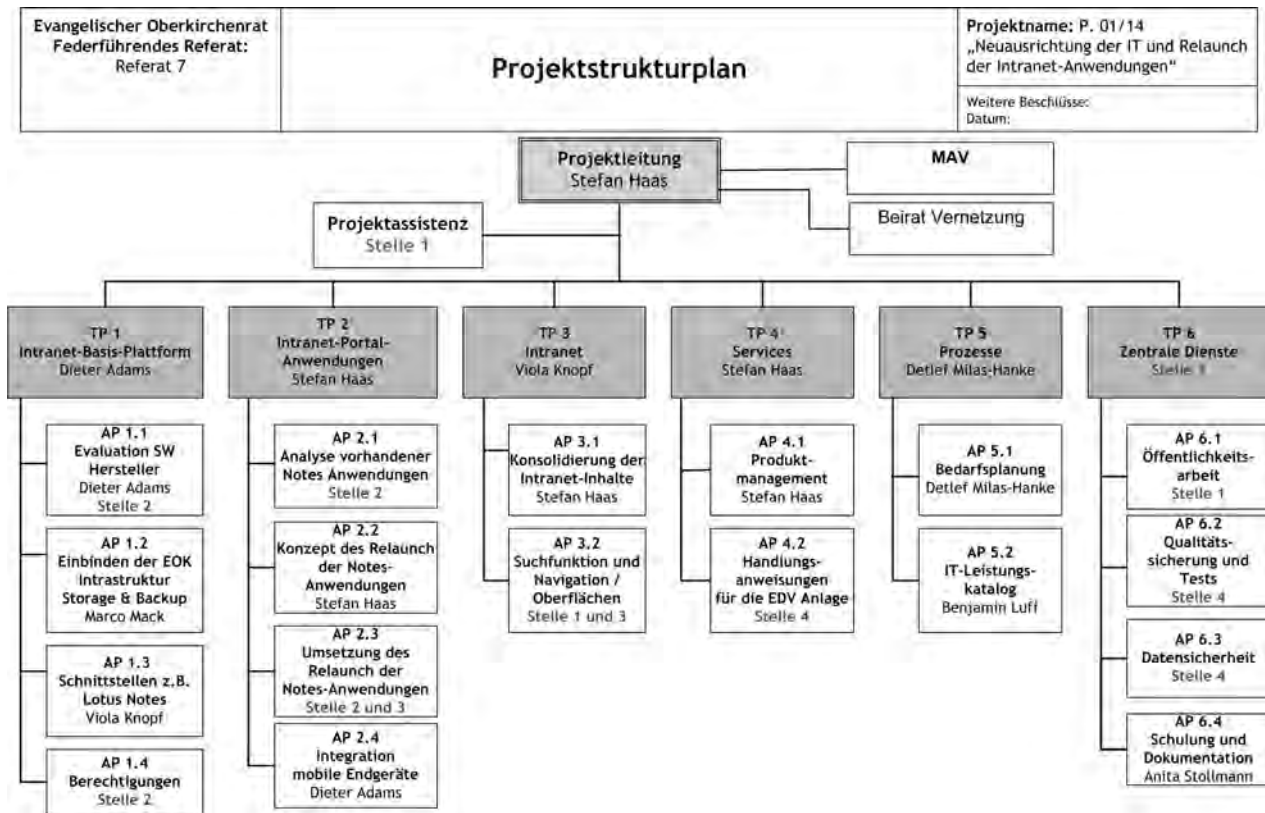 Evangelischer Oberkirchenrat
Federführendes Referat:
Referat 7
Projektstrukturplan
Projektname: P. 01/14
„Neuausrichtung der IT und Relaunch
der Intranet-Anwendungen“
Weitere Beschlüsse:
Datum:
Projektleitung
Stefan Haas
MAV
Beirat Vernetzung
Projektassistenz
Stelle 1
TP 1
Intranet-Basis-Plattform
Dieter Adams
AP 1.1
Evaluation SW
Hersteller
Dieter Adams
Stelle 2
AP 1.2
Einbinden der EOK
Intrastruktur
Storage & Backup
Marco Mack
AP 1.3
Schnittstellen z.B.
Lotus Notes
Viola Knopf
AP 1.4
Berechtigungen
Stelle 2
TP 2
Intranet-Portal-
Anwendungen
Stefan Haas
AP 2.1
Analyse vorhandener
Notes Anwendungen
Stelle 2
AP 2.2
Konzept des Relaunch
der Notes-
Anwendungen
Stefan Haas
AP 2.3
Umsetzung des
Relaunch der
Notes-Anwendungen
Stelle 2 und 3
AP 2.4
Integration
mobile Endgeräte
Dieter Adams
TP 3
Intranet
Viola Knopf
AP 3.1
Konsolidierung der
Intranet-Inhalte
Stefan Haas
AP 3.2
Suchfunktion und
Navigation /
Oberflächen
Stelle 1 und 3
TP 4
Services
Stefan Haas
AP 4.1
Produkt-
management
Stefan Haas
AP 4.2
Handlungs-
anweisungen
für die EDV Anlage
Stelle 4
TP 5
Prozesse
Detlef Milas-Hanke
AP 5.1
Bedarfsplanung
Detlef Milas-Hanke
AP 5.2
IT-Leistungs-
katalog
Benjamin Luff
TP 6
Zentrale Dienste
Stelle
AP 6.1
Öffentlichkeits-
arbeit
Stelle 1
AP 6.2
Qualitäts-
sicherung und
Tests
Stelle 4
AP 6.3
Datensicherheit
Stelle 4
AP 6.4
Schulung und
Dokumentation
Anita Stollmann